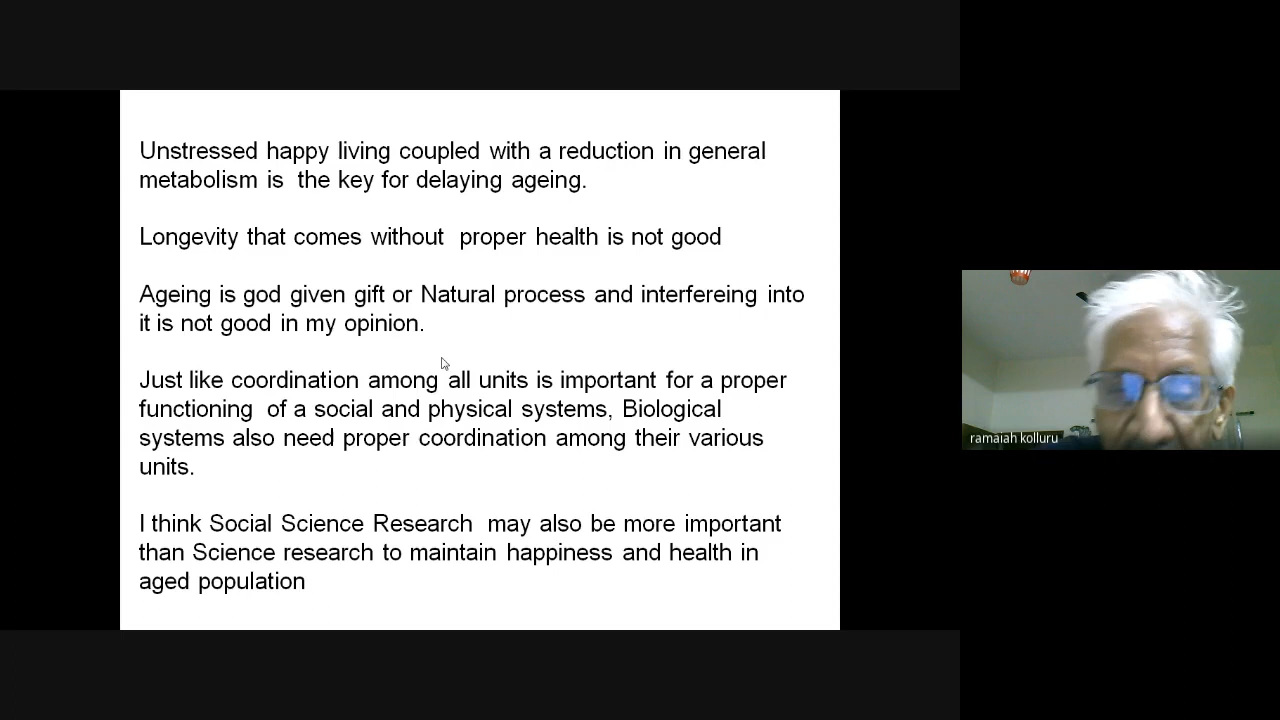 Unstressed happy living coupled with a reduction in general
metabolism is  the key for delaying ageing.
Longevity that comes without  proper health is not good
Ageing is god given gift or Natural process and interfereing into
it is not good in my opinion.
Just like coordination among all units is important for a proper
functioning  of a social and physical systems, Biological
systems also need proper coordination among their various
units.
I think Social Science Research  may also be more important
than Science research to maintain happiness and health in
aged population
ramaiah kolluru